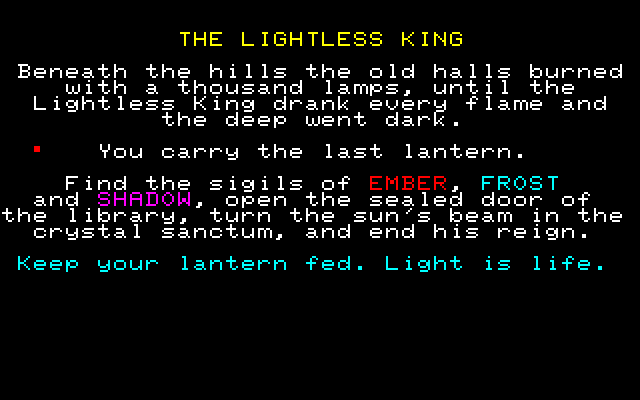 THE LIGHTLESS KING
Beneath the hills the old halls burned
with a thousand lamps, until the
Lightless King drank every flame and
the deep went dark.
You carry the last lantern.
Find the sigils of EMBER, FROST
and SHADOW, open the sealed door of
the library, turn the sun's beam in the
crystal sanctum, and end his reign.
Keep your lantern fed. Light is life.